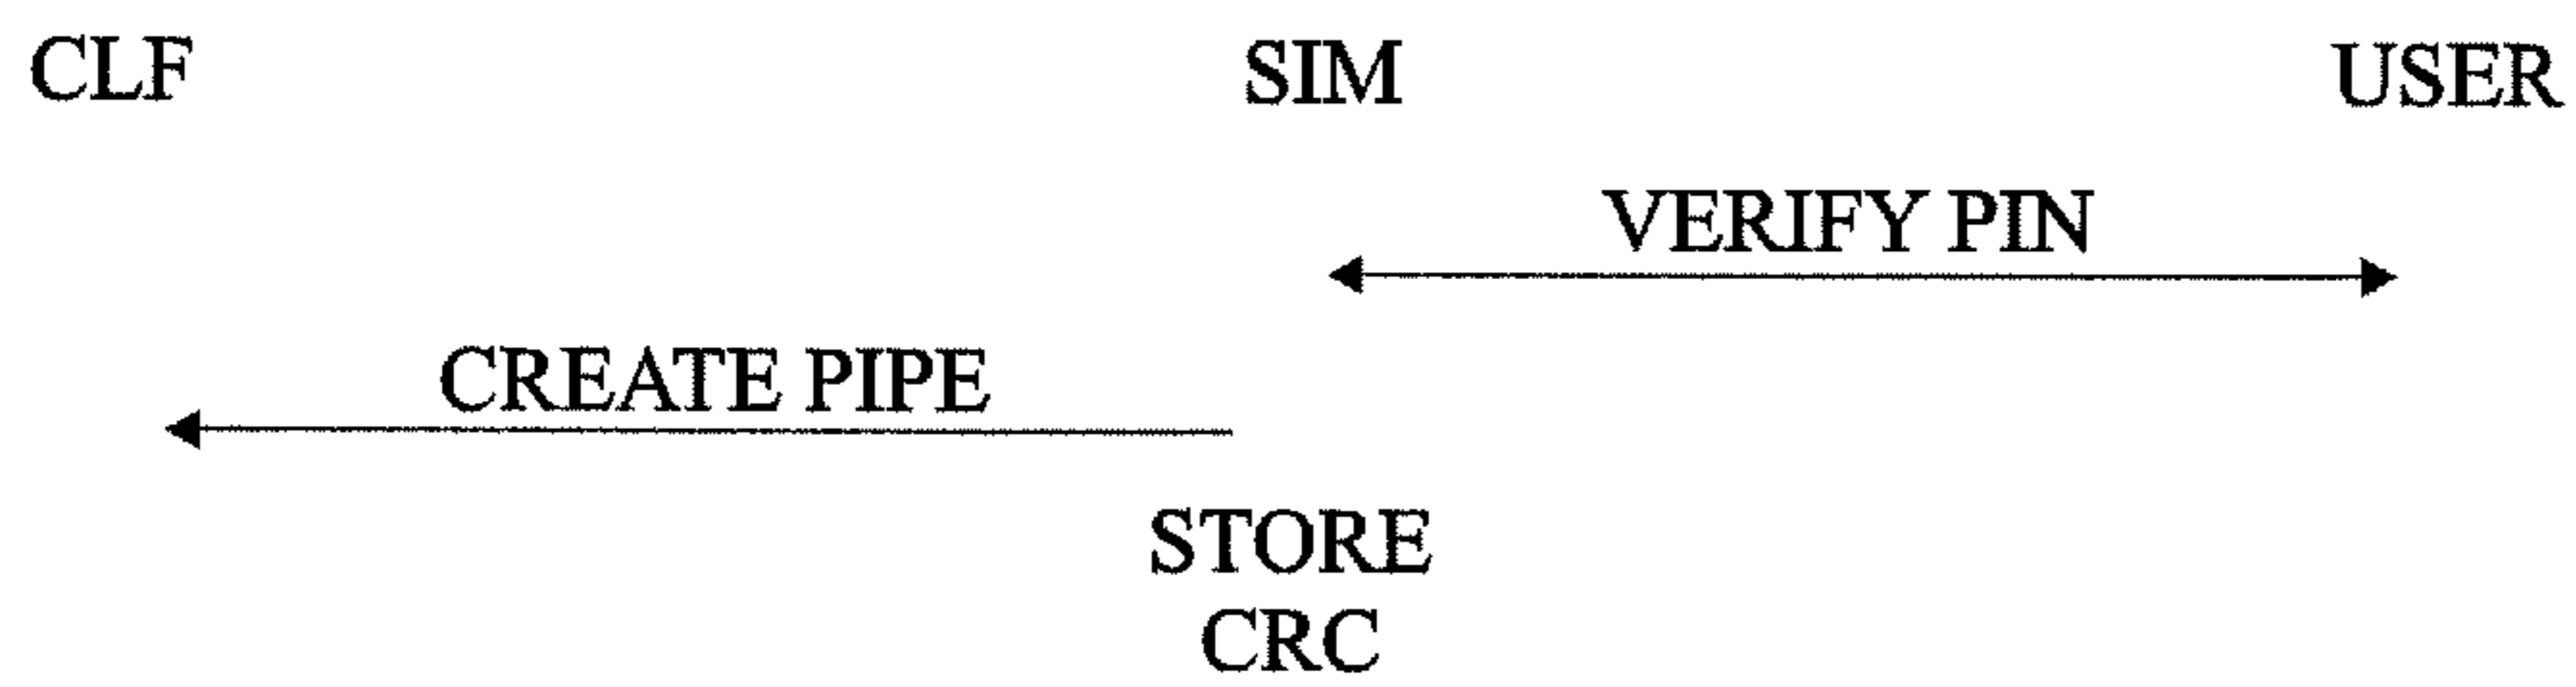 CLF SIM USER
VERIFY PIN
CREATE PIPE
STORE
CRC